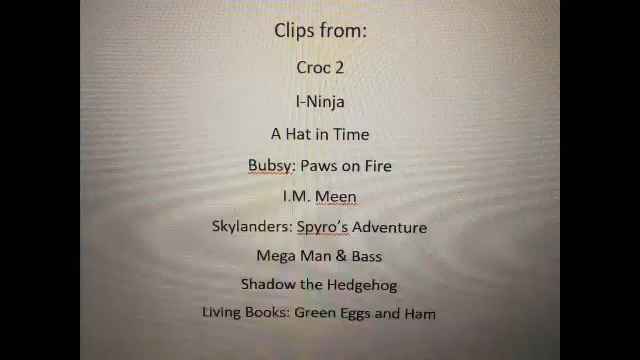 Clips from:
Croc 2
I-Ninja
A Hat in Time
Bubsy: Paws on Fire
I.M. Meen
Skylanders: Spyro's Adventure
Mega Man & Bass
Shadow the Hedgehog
Living Books: Green Eggs and Ham